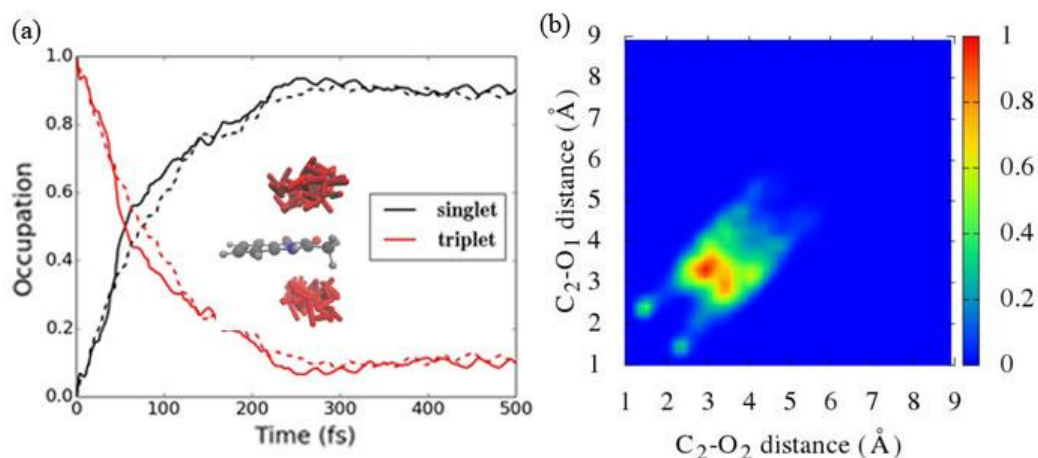 (a)
1.0
0.8
0.6
0.4
0.2
0.0
Occupation
singlet
triplet
0 100 200 300 400 500
Time (fs)
(b)
9
8
7
6
5
4
3
2
1
C₂-O₁ distance (Å)
1 2 3 4 5 6 7 8 9
C₂-O₂ distance (Å)
1
0.8
0.6
0.4
0.2
0